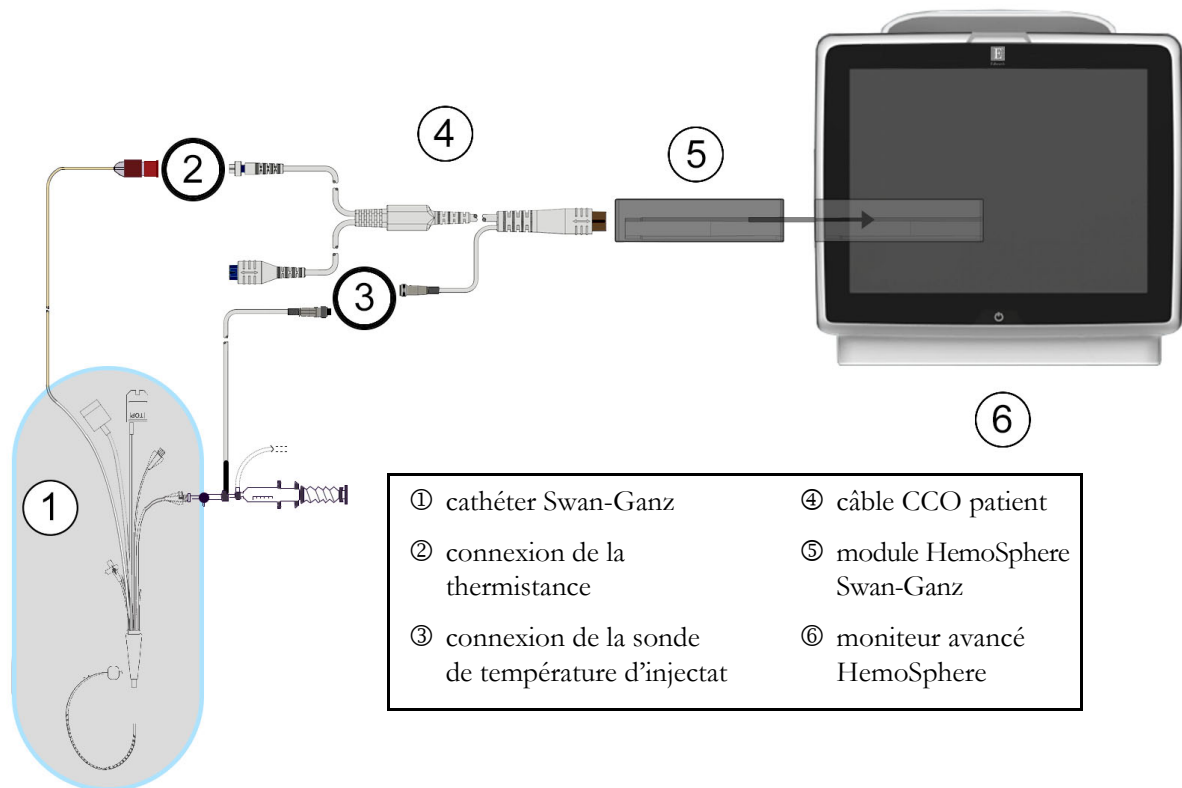 E
④
⑤
②
③
TOP
①
⑥
① cathéter Swan-Ganz
② connexion de la
thermistance
③ connexion de la sonde
de température d'injectat
④ câble CCO patient
⑤ module HemoSphere
Swan-Ganz
⑥ moniteur avancé
HemoSphere